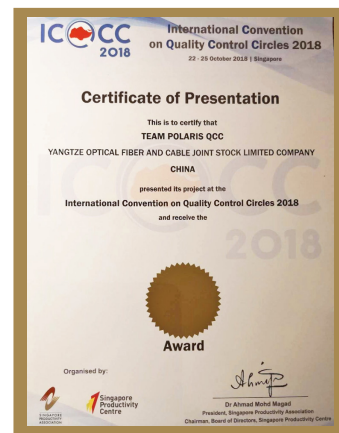 ICQCC
2018
International Convention
on Quality Control Circles 2018
22 - 25 October 2018 | Singapore
Certificate of Presentation
This is to certify that
TEAM POLARIS QCC
YANGTZE OPTICAL FIBER AND CABLE JOINT STOCK LIMITED COMPANY
CHINA
presented its project at the
International Convention on Quality Control Circles 2018
and receive the
Award
Organised by:
SINGAPORE
PRODUCTIVITY
ASSOCIATION
Singapore
Productivity
Centre
Dr Ahmad Mohd Magad
President, Singapore Productivity Association
Chairman, Board of Directors, Singapore Productivity Centre